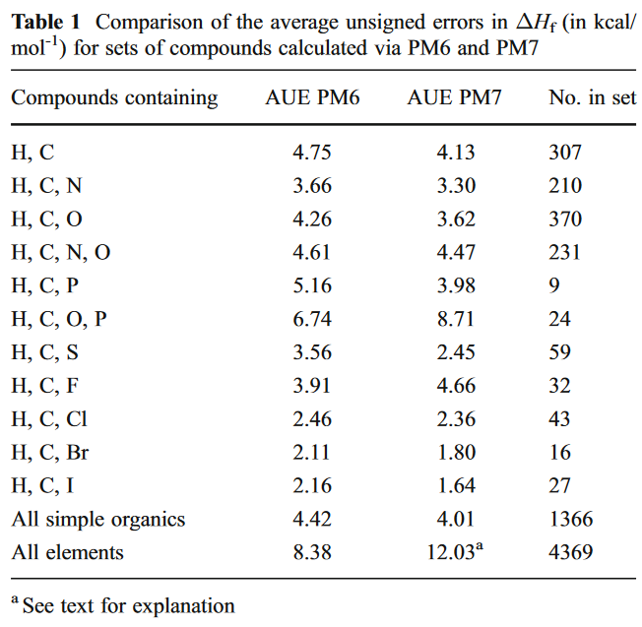 Table 1 Comparison of the average unsigned errors in ΔHf (in kcal/
mol-1) for sets of compounds calculated via PM6 and PM7
Compounds containing AUE PM6 AUE PM7 No. in set
H, C 4.75 4.13 307
H, C, N 3.66 3.30 210
H, C, O 4.26 3.62 370
H, C, N, O 4.61 4.47 231
H, C, P 5.16 3.98 9
H, C, O, P 6.74 8.71 24
H, C, S 3.56 2.45 59
H, C, F 3.91 4.66 32
H, C, Cl 2.46 2.36 43
H, C, Br 2.11 1.80 16
H, C, I 2.16 1.64 27
All simple organics 4.42 4.01 1366
All elements 8.38 12.03a 4369
a See text for explanation